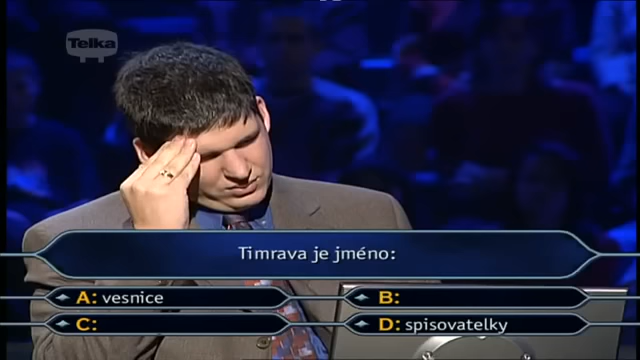 Telka
Timrava je jméno:
A: vesnice
B:
C:
D: spisovatelky